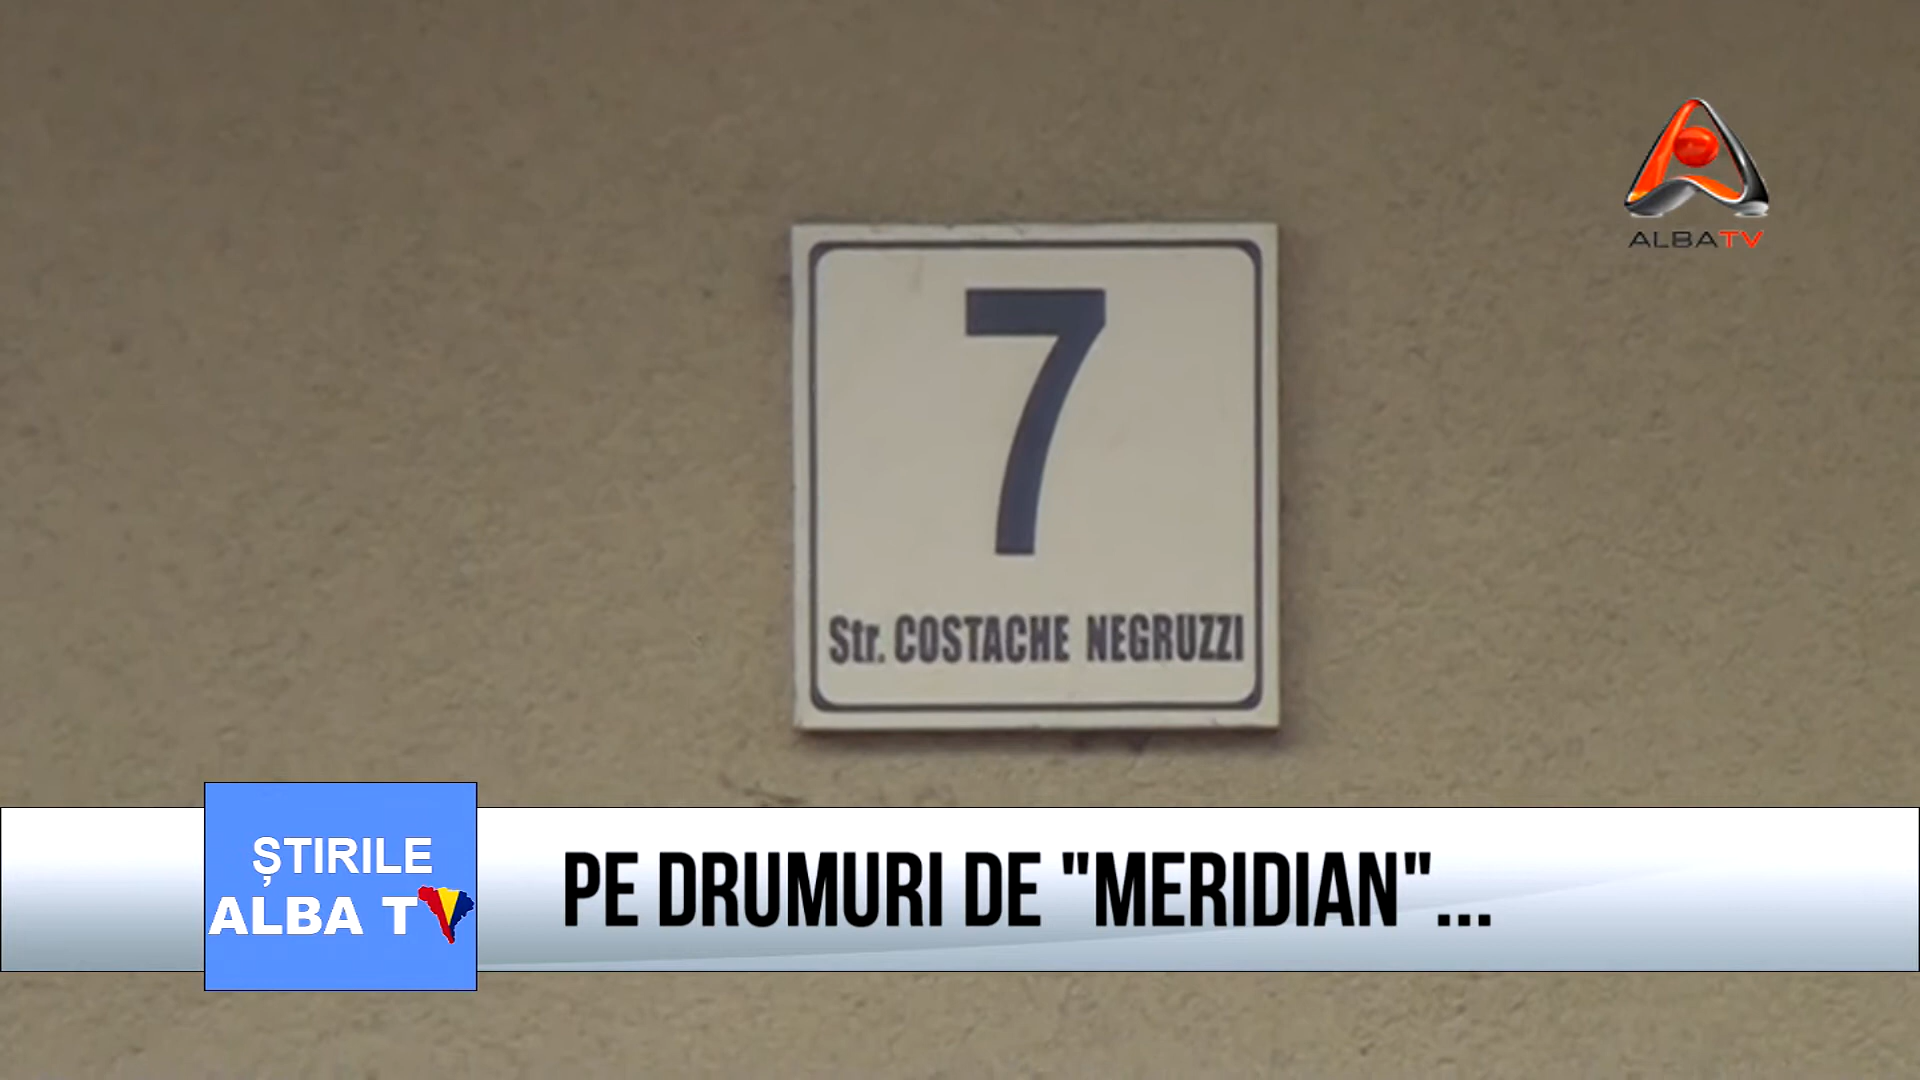 ALBATV
7
Str. COSTACHE NEGRUZZI
ȘTIRILE
ALBA TV
PE DRUMURI DE "MERIDIAN"...